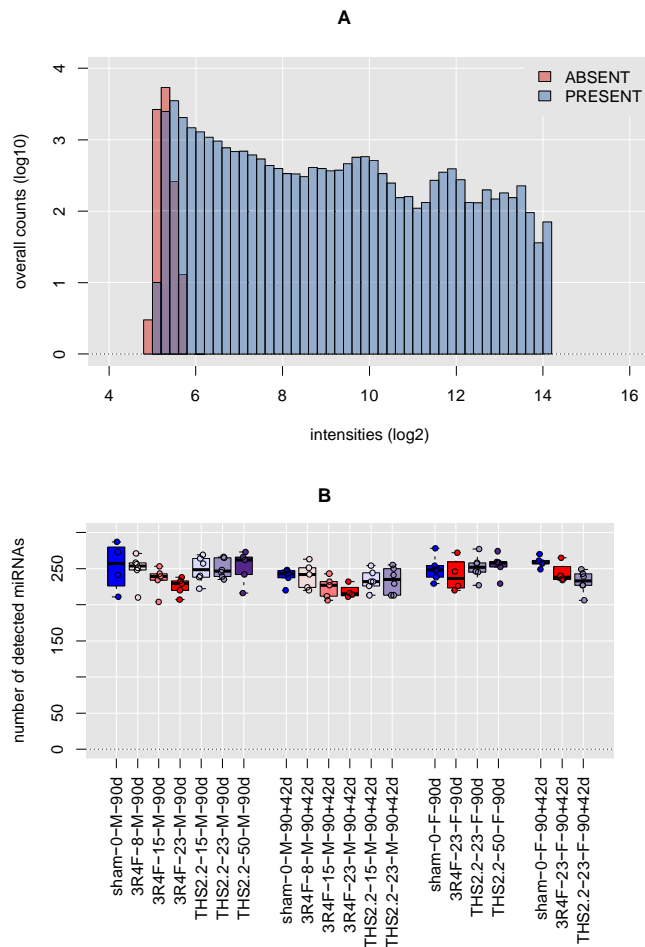 A
ABSENT
PRESENT
overall counts (log10)
4
3
2
1
0
4 6 8 10 12 14 16
intensities (log2)
B
number of detected miRNAs
250
150
50
0
sham−0−M−90d
3R4F−8−M−90d
3R4F−15−M−90d
3R4F−23−M−90d
THS2.2−15−M−90d
THS2.2−23−M−90d
THS2.2−50−M−90d
sham−0−M−90+42d
3R4F−8−M−90+42d
3R4F−15−M−90+42d
3R4F−23−M−90+42d
THS2.2−15−M−90+42d
THS2.2−23−M−90+42d
sham−0−F−90d
3R4F−23−F−90d
THS2.2−23−F−90d
THS2.2−50−F−90d
sham−0−F−90+42d
3R4F−23−F−90+42d
THS2.2−23−F−90+42d